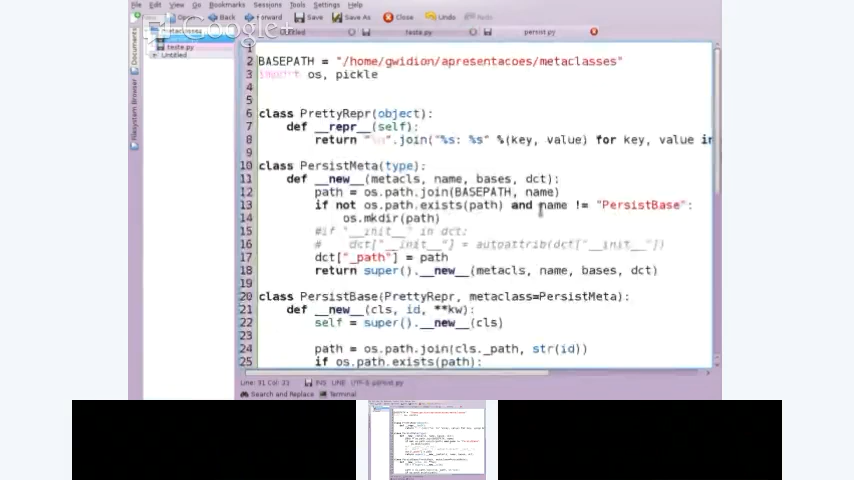 File Edit View Go Bookmarks Sessions Tools Settings Help
New Open Back Forward Save Save As Close Undo Redo
Google+
metaclasses
teste.py
Untitled
Untitled teste.py persist.py
Documents
Filesystem Browser
1
2 BASEPATH = "/home/gwidion/apresentacoes/metaclasses"
3 import os, pickle
4
5
6 class PrettyRepr(object):
7 def __repr__(self):
8 return "\n".join("%s: %s" %(key, value) for key, value in
9
10 class PersistMeta(type):
11 def __new__(metacls, name, bases, dct):
12 path = os.path.join(BASEPATH, name)
13 if not os.path.exists(path) and name != "PersistBase":
14 os.mkdir(path)
15 #if "__init__" in dct:
16 # dct["__init__"] = autoattrib(dct["__init__"])
17 dct["_path"] = path
18 return super().__new__(metacls, name, bases, dct)
19
20 class PersistBase(PrettyRepr, metaclass=PersistMeta):
21 def __new__(cls, id, **kw):
22 self = super().__new__(cls)
23
24 path = os.path.join(cls._path, str(id))
25 if os.path.exists(path):
Line: 31 Col: 33 INS LINE UTF-8 persist.py
Search and Replace Terminal